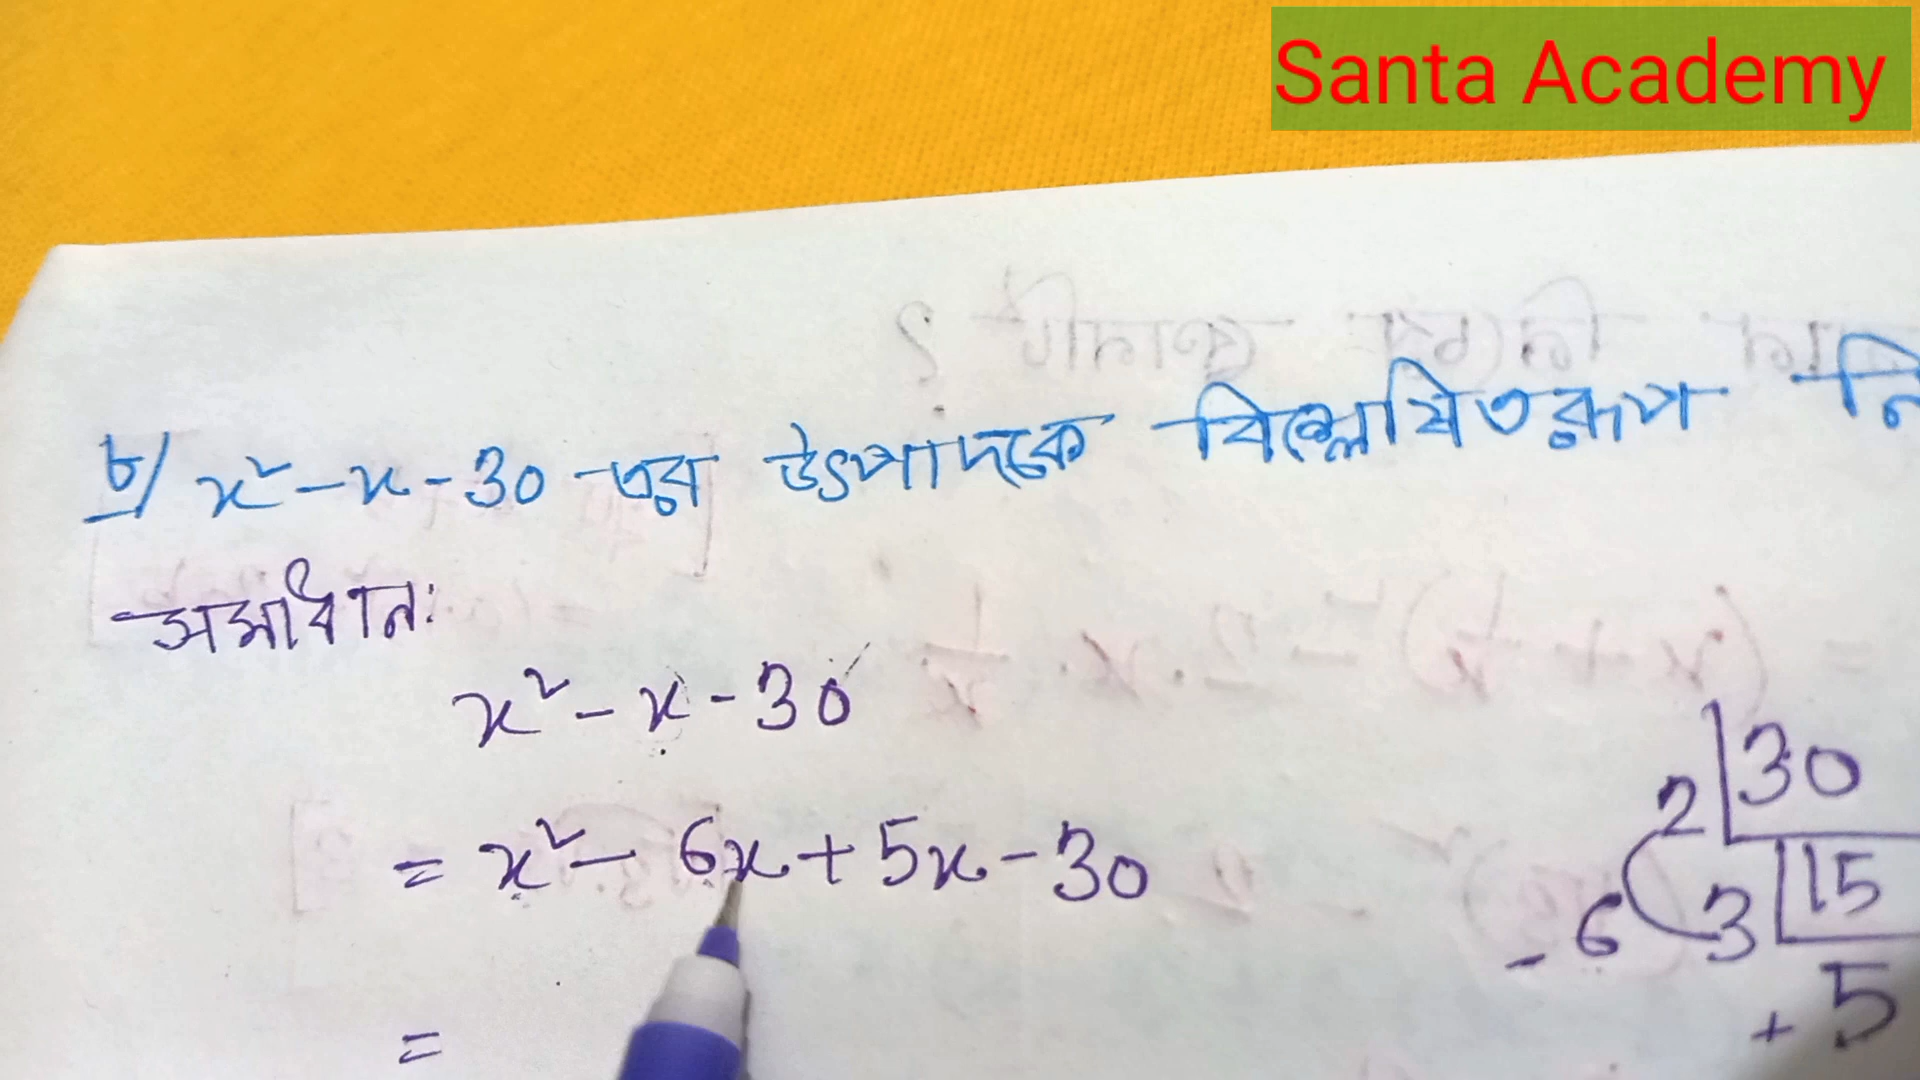 Santa Academy
৮/ x² - x - 30 এর উৎপাদকে বিশ্লেষিতরূপ নি
সমাধান:
x² - x - 30
= x² - 6x + 5x - 30
=
2 30
3 15
- 6
+ 5